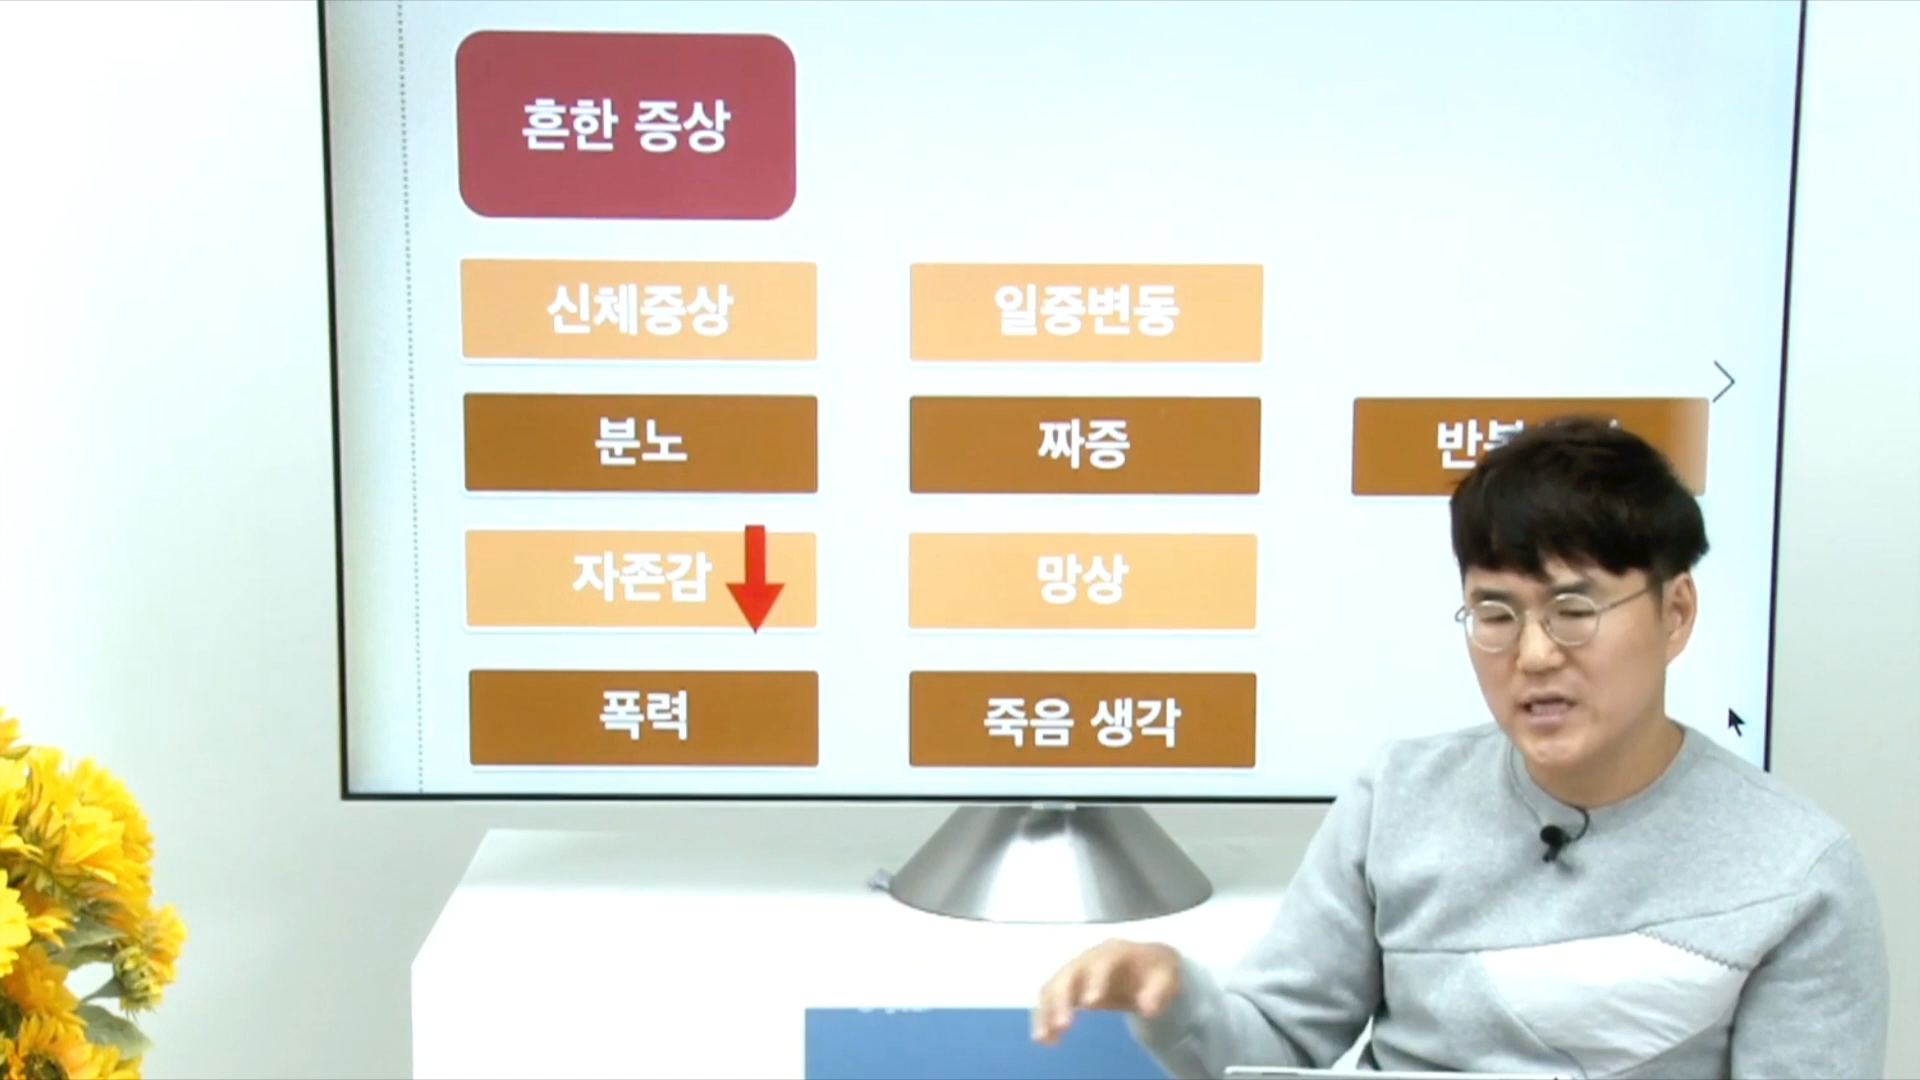 흔한 증상
신체증상 일중변동
분노 짜증
자존감 망상
폭력 죽음 생각